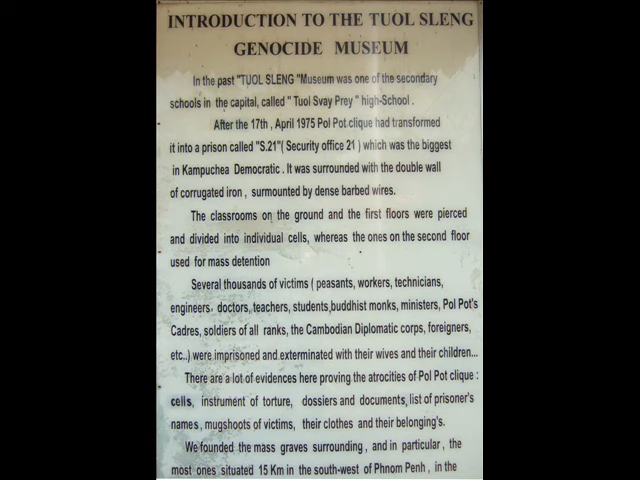 INTRODUCTION TO THE TUOL SLENG
GENOCIDE MUSEUM
In the past "TUOL SLENG "Museum was one of the secondary
schools in the capital, called " Tuol Svay Prey " high-School .
After the 17th , April 1975 Pol Pot clique had transformed
it into a prison called "S.21"( Security office 21 ) which was the biggest
in Kampuchea Democratic . It was surrounded with the double wall
of corrugated iron , surmounted by dense barbed wires.
The classrooms on the ground and the first floors were pierced
and divided into individual cells, whereas the ones on the second floor
used for mass detention
Several thousands of victims ( peasants, workers, technicians,
engineers, doctors, teachers, students,buddhist monks, ministers, Pol Pot's
Cadres, soldiers of all ranks, the Cambodian Diplomatic corps, foreigners,
etc..) were imprisoned and exterminated with their wives and their children...
There are a lot of evidences here proving the atrocities of Pol Pot clique :
cells, instrument of torture, dossiers and documents, list of prisoner's
names, mugshoots of victims, their clothes and their belonging's.
We founded the mass graves surrounding , and in particular , the
most ones situated 15 Km in the south-west of Phnom Penh , in the